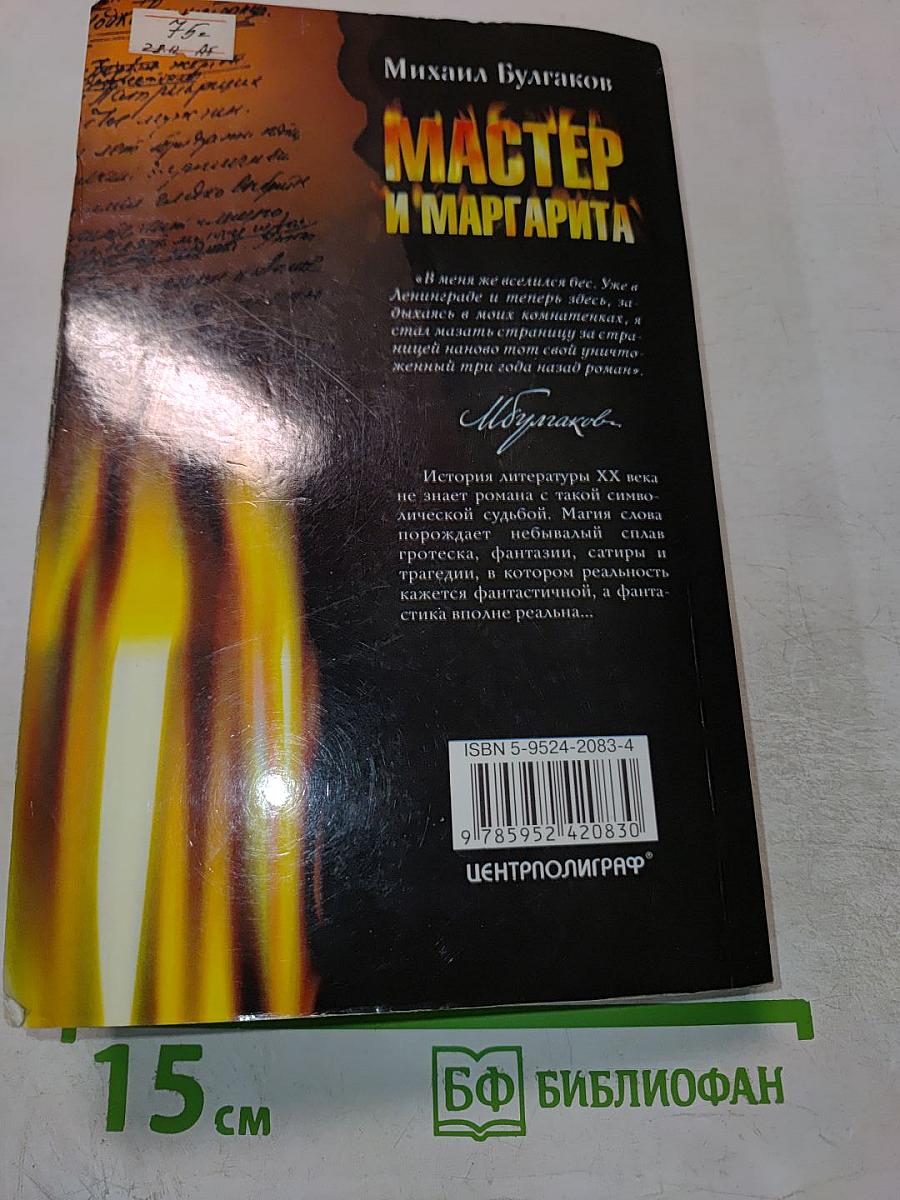 75
Патриархших
Михаил Булгаков
МАСТЕР
И МАРГАРИТА
«В меня же вселился бес. Уже в
Ленинграде и теперь здесь, за-
дыхаясь в моих комнатенках, я
стал мазать страницу за стра-
ницей наново тот свой уничто-
женный три года назад роман».
МБулгаков
История литературы XX века
не знает романа с такой симво-
лической судьбой. Магия слова
порождает небывалый сплав
гротеска, фантазии, сатиры и
трагедии, в котором реальность
кажется фантастичной, а фанта-
стика вполне реальна...
ISBN 5-9524-2083-4
9 785952 420830
ЦЕНТРПОЛИГРАФ®
15 см
БФ БИБЛИОФАН